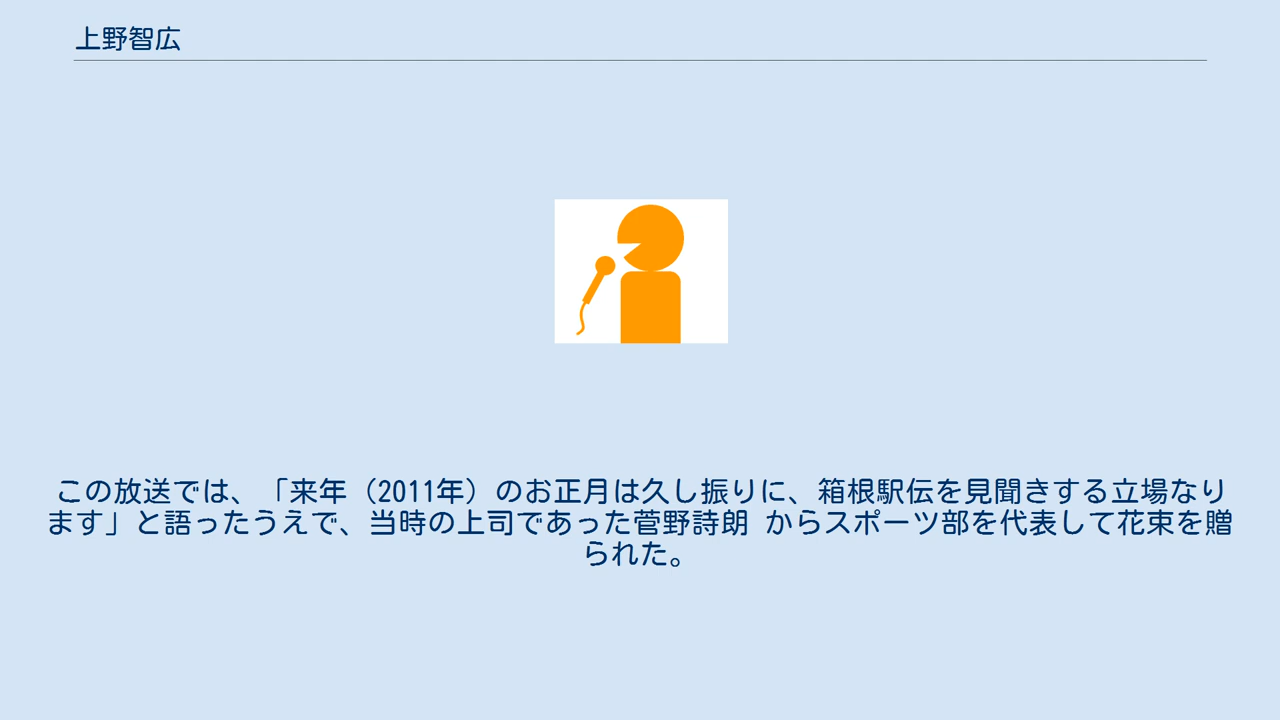 上野智広
この放送では、「来年（2011年）のお正月は久し振りに、箱根駅伝を見聞きする立場なり
ます」と語ったうえで、当時の上司であった菅野詩朗 からスポーツ部を代表して花束を贈
られた。